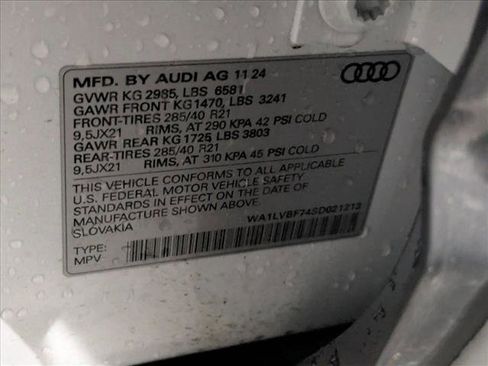 MFD. BY AUDI AG 11 24
GVWR KG 2985, LBS 6581
GAWR FRONT KG1470, LBS 3241
FRONT-TIRES 285/40 R21
9,5JX21 RIMS, AT 290 KPA 42 PSI COLD
GAWR REAR KG 1725 LBS 3803
REAR-TIRES 285/40 R21
9,5JX21 RIMS, AT 310 KPA 45 PSI COLD
THIS VEHICLE CONFORMS TO ALL APPLICABLE
U.S. FEDERAL MOTOR VEHICLE SAFETY
STANDARDS IN EFFECT ON THE DATE OF
MANUFACTURE SHOWN ABOVE.
SLOVAKIA WA1LVBF74SD021213
TYPE:
MPV